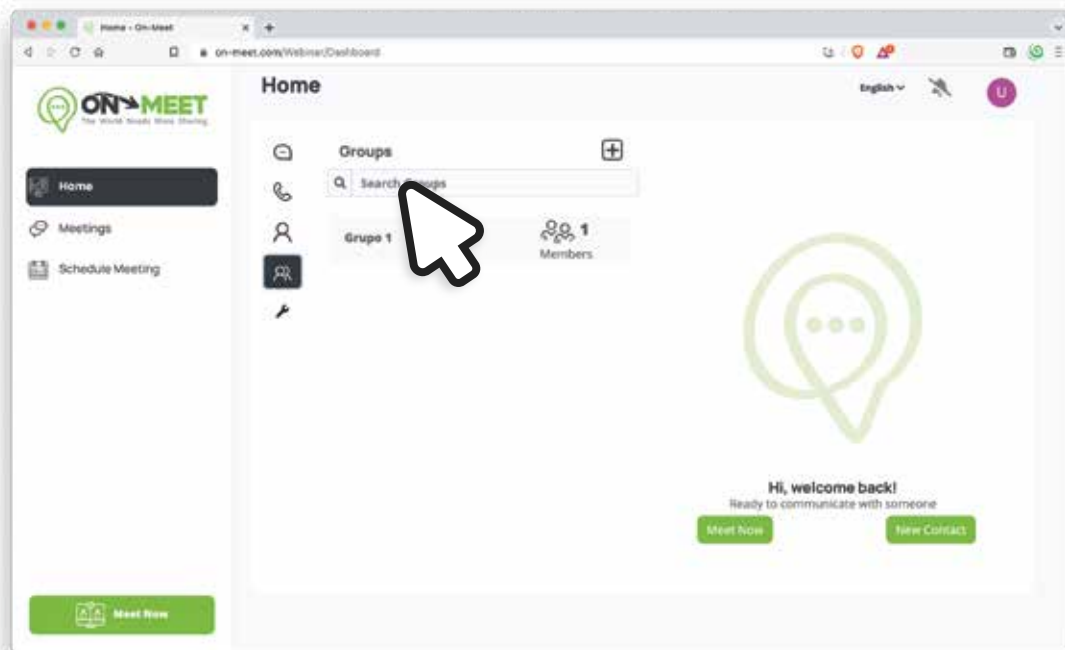 Home - On-Meet
on-meet.com/Webinar/Dashboard
ON MEET
The World Needs More Sharing
Home
English
U
Home
Meetings
Schedule Meeting
Groups
Search Groups
Grupo 1
1
Members
Hi, welcome back!
Ready to communicate with someone
Meet Now
New Contact
Meet Now